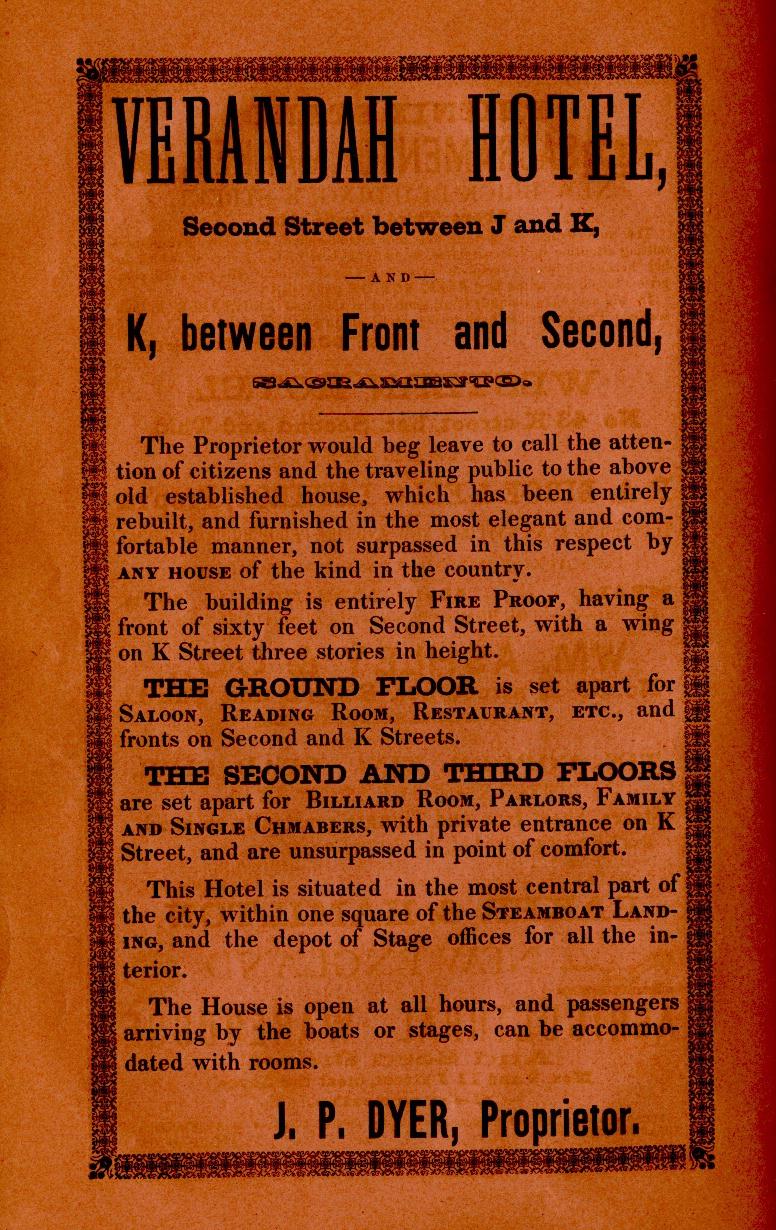 VERANDAH HOTEL,
Second Street between J and K,
—AND—
K, between Front and Second,
SACRAMENTO.
The Proprietor would beg leave to call the atten-
tion of citizens and the traveling public to the above
old established house, which has been entirely
rebuilt, and furnished in the most elegant and com-
fortable manner, not surpassed in this respect by
ANY HOUSE of the kind in the country.
The building is entirely FIRE PROOF, having a
front of sixty feet on Second Street, with a wing
on K Street three stories in height.
THE GROUND FLOOR is set apart for
SALOON, READING ROOM, RESTAURANT, ETC., and
fronts on Second and K Streets.
THE SECOND AND THIRD FLOORS
are set apart for BILLIARD ROOM, PARLORS, FAMILY
AND SINGLE CHMABERS, with private entrance on K
Street, and are unsurpassed in point of comfort.
This Hotel is situated in the most central part of
the city, within one square of the STEAMBOAT LAND-
ING, and the depot of Stage offices for all the in-
terior.
The House is open at all hours, and passengers
arriving by the boats or stages, can be accommo-
dated with rooms.
J. P. DYER, Proprietor.